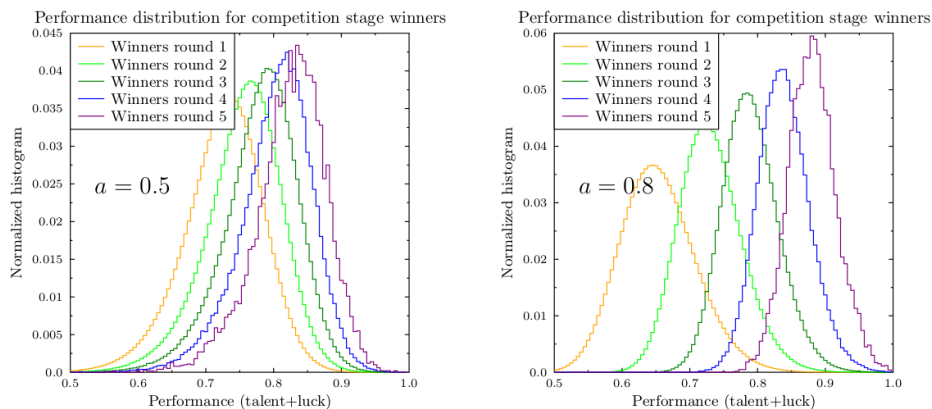 Performance distribution for competition stage winners
0.045
0.04
0.035
0.03
0.025
0.02
0.015
0.01
0.005
0.0
Normalized histogram
Winners round 1
Winners round 2
Winners round 3
Winners round 4
Winners round 5
a = 0.5
0.5 0.6 0.7 0.8 0.9 1.0
Performance (talent+luck)
Performance distribution for competition stage winners
0.06
0.05
0.04
0.03
0.02
0.01
0.0
Normalized histogram
Winners round 1
Winners round 2
Winners round 3
Winners round 4
Winners round 5
a = 0.8
0.5 0.6 0.7 0.8 0.9 1.0
Performance (talent+luck)